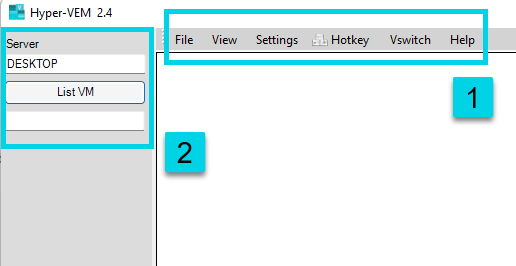 Hyper-VEM 2.4
File View Settings Hotkey Vswitch Help
Server
DESKTOP
List VM
1
2